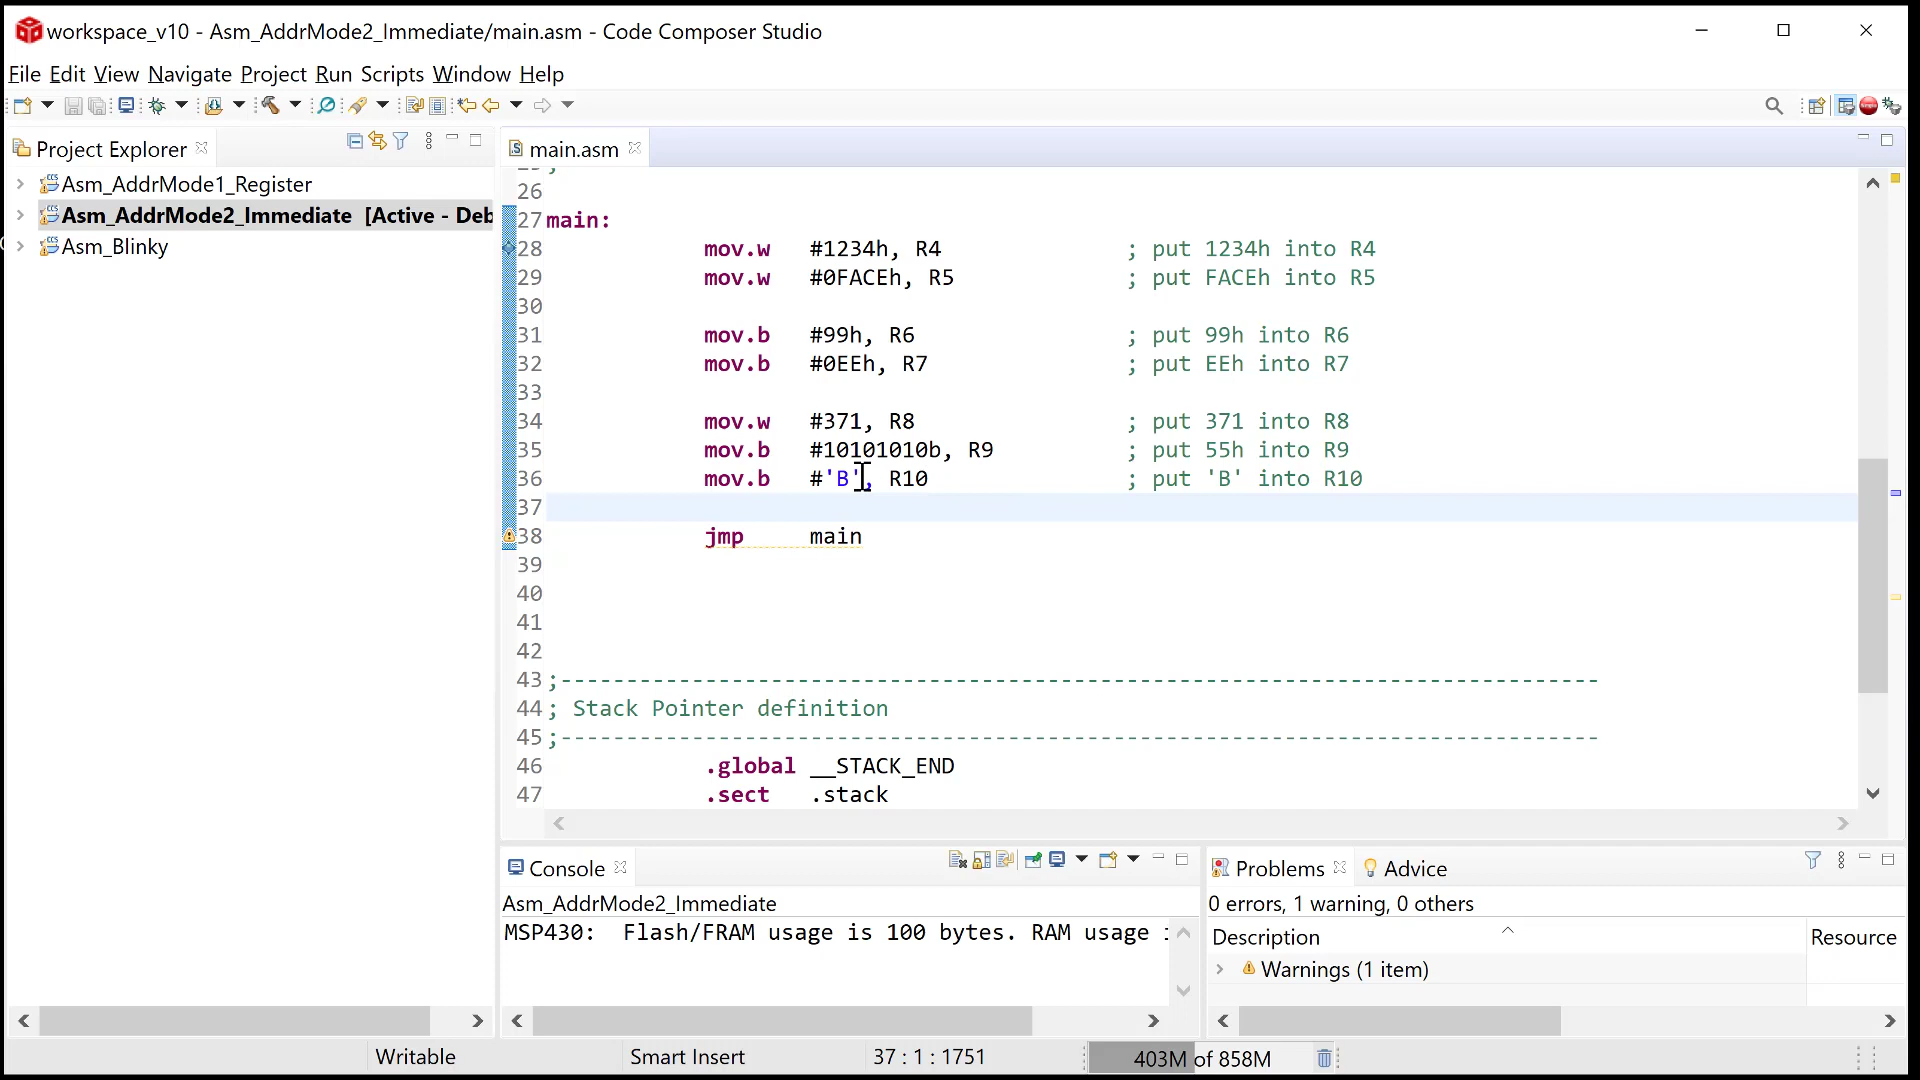 workspace_v10 - Asm_AddrMode2_Immediate/main.asm - Code Composer Studio
File Edit View Navigate Project Run Scripts Window Help
Project Explorer
main.asm
Asm_AddrMode1_Register
Asm_AddrMode2_Immediate [Active - Deb
Asm_Blinky
26
27 main:
28 mov.w #1234h, R4 ; put 1234h into R4
29 mov.w #0FACEh, R5 ; put FACEh into R5
30
31 mov.b #99h, R6 ; put 99h into R6
32 mov.b #0EEh, R7 ; put EEh into R7
33
34 mov.w #371, R8 ; put 371 into R8
35 mov.b #10101010b, R9 ; put 55h into R9
36 mov.b #'B', R10 ; put 'B' into R10
37
38 jmp main
39
40
41
42
43 ;-------------------------------------------------------------------------------
44 ; Stack Pointer definition
45 ;-------------------------------------------------------------------------------
46 .global __STACK_END
47 .sect .stack
Console
Asm_AddrMode2_Immediate
MSP430: Flash/FRAM usage is 100 bytes. RAM usage
Problems Advice
0 errors, 1 warning, 0 others
Description Resource
Warnings (1 item)
Writable Smart Insert 37 : 1 : 1751 403M of 858M